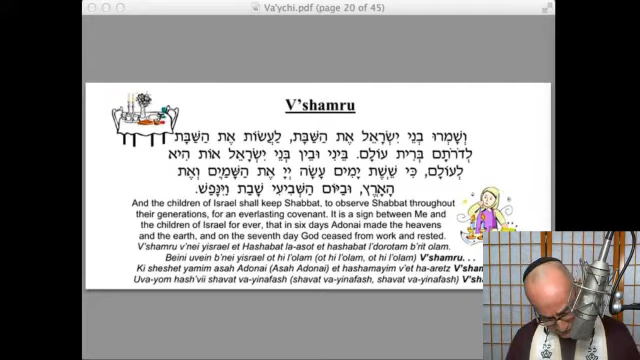 Va'ychi.pdf (page 20 of 45)
V'shamru
וְשָׁמְרוּ בְנֵי יִשְׂרָאֵל אֶת הַשַּׁבָּת, לַעֲשׂוֹת אֶת הַשַּׁבָּת
לְדֹרֹתָם בְּרִית עוֹלָם. בֵּינִי וּבֵין בְּנֵי יִשְׂרָאֵל אוֹת הִיא
לְעוֹלָם, כִּי שֵׁשֶׁת יָמִים עָשָׂה יְיָ אֶת הַשָּׁמַיִם וְאֶת
הָאָרֶץ, וּבַיּוֹם הַשְּׁבִיעִי שָׁבַת וַיִּנָּפַשׁ.
And the children of Israel shall keep Shabbat, to observe Shabbat throughout
their generations, for an everlasting covenant. It is a sign between Me and
the children of Israel for ever, that in six days Adonai made the heavens
and the earth, and on the seventh day God ceased from work and rested.
V'shamru v'nei yisrael et Hashabat la-asot et hashabat l'dorotam b'rit olam.
Beini uvein b'nei yisrael ot hi l'olam (ot hi l'olam, ot hi l'olam) V'shamru. . .
Ki sheshet yamim asah Adonai (Asah Adonai) et hashamayim v'et ha-aretz V'sham
Uva-yom hash'vii shavat va-yinafash (shavat va-yinafash, shavat va-yinafash) V'sh